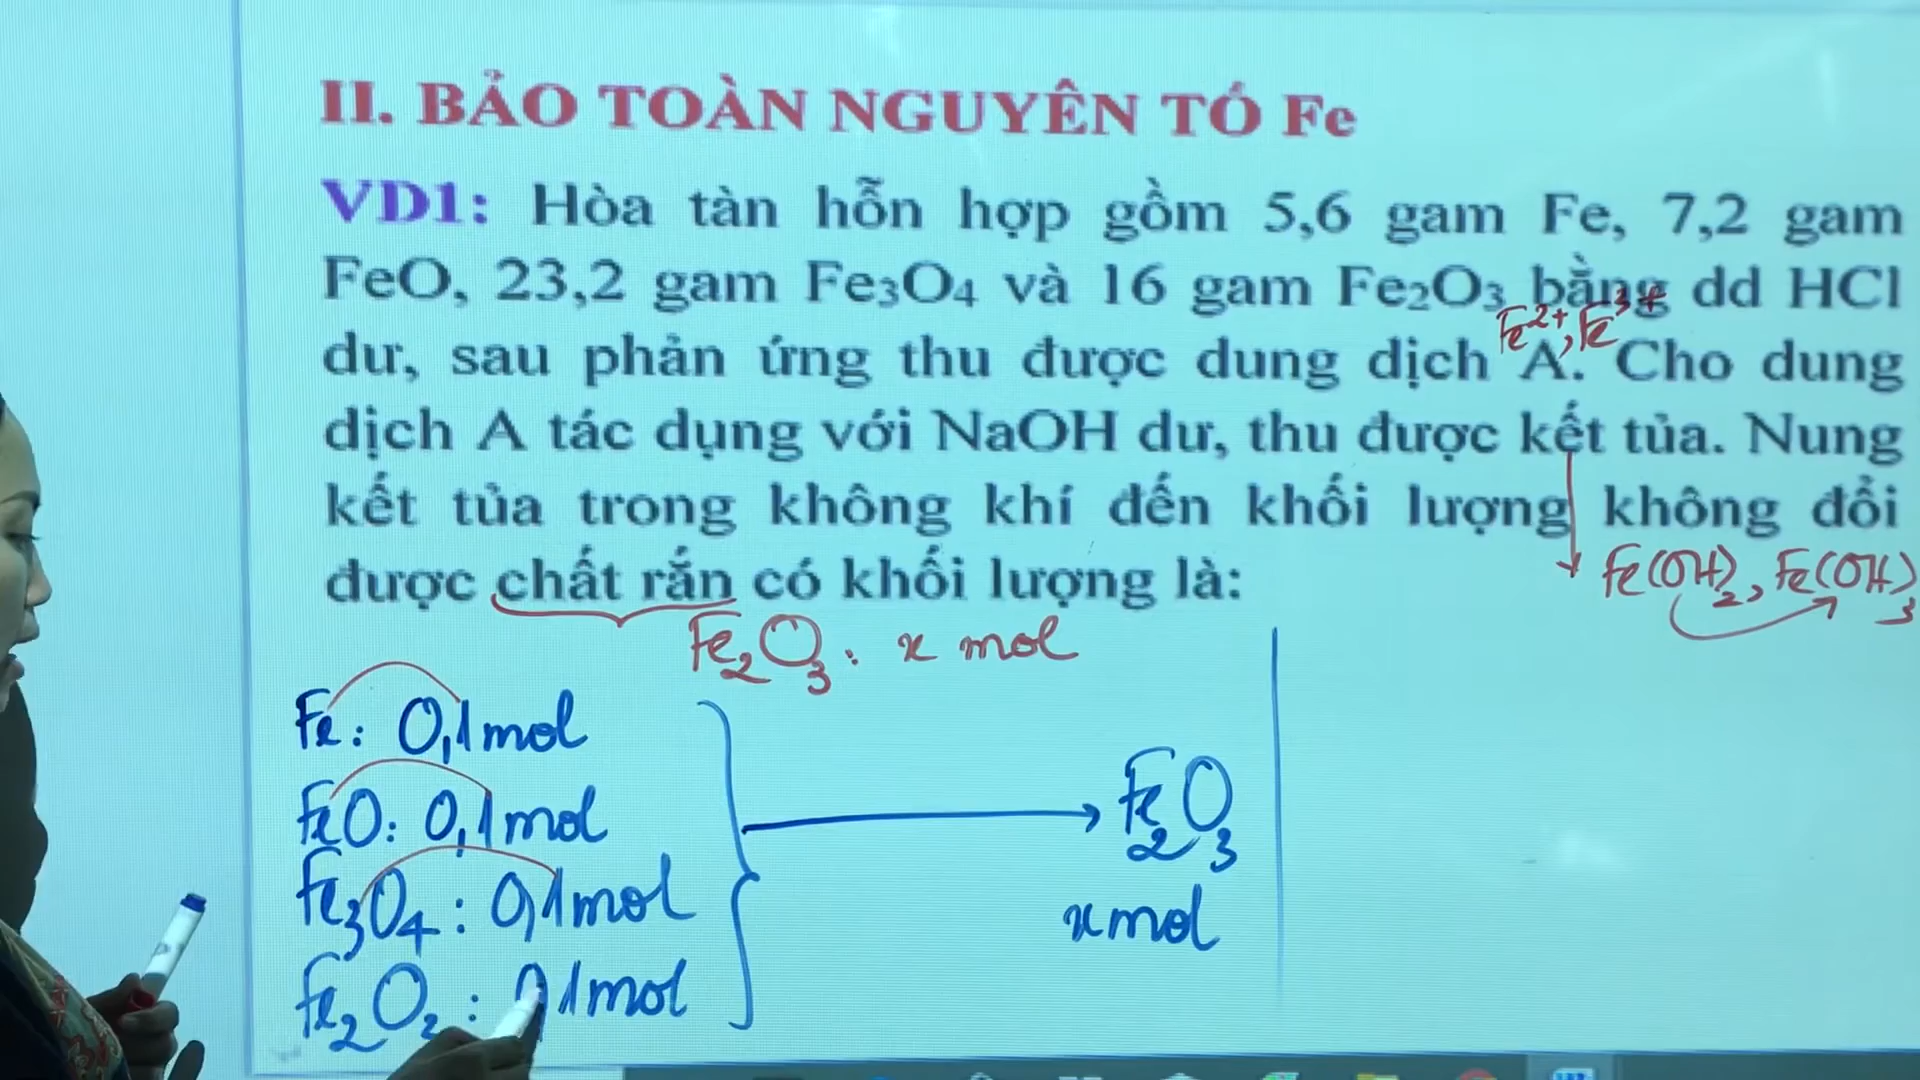 II. BẢO TOÀN NGUYÊN TỐ Fe
VD1: Hòa tàn hỗn hợp gồm 5,6 gam Fe, 7,2 gam
FeO, 23,2 gam Fe3O4 và 16 gam Fe2O3 bằng dd HCl
Fe2+, Fe3+
dư, sau phản ứng thu được dung dịch A. Cho dung
dịch A tác dụng với NaOH dư, thu được kết tủa. Nung
kết tủa trong không khí đến khối lượng không đổi
Fe(OH)2, Fe(OH)3
được chất rắn có khối lượng là:
Fe2O3: x mol
Fe: 0,1mol
FeO: 0,1mol
Fe3O4: 0,1mol
Fe2O3: 0,1mol
Fe2O3
x mol